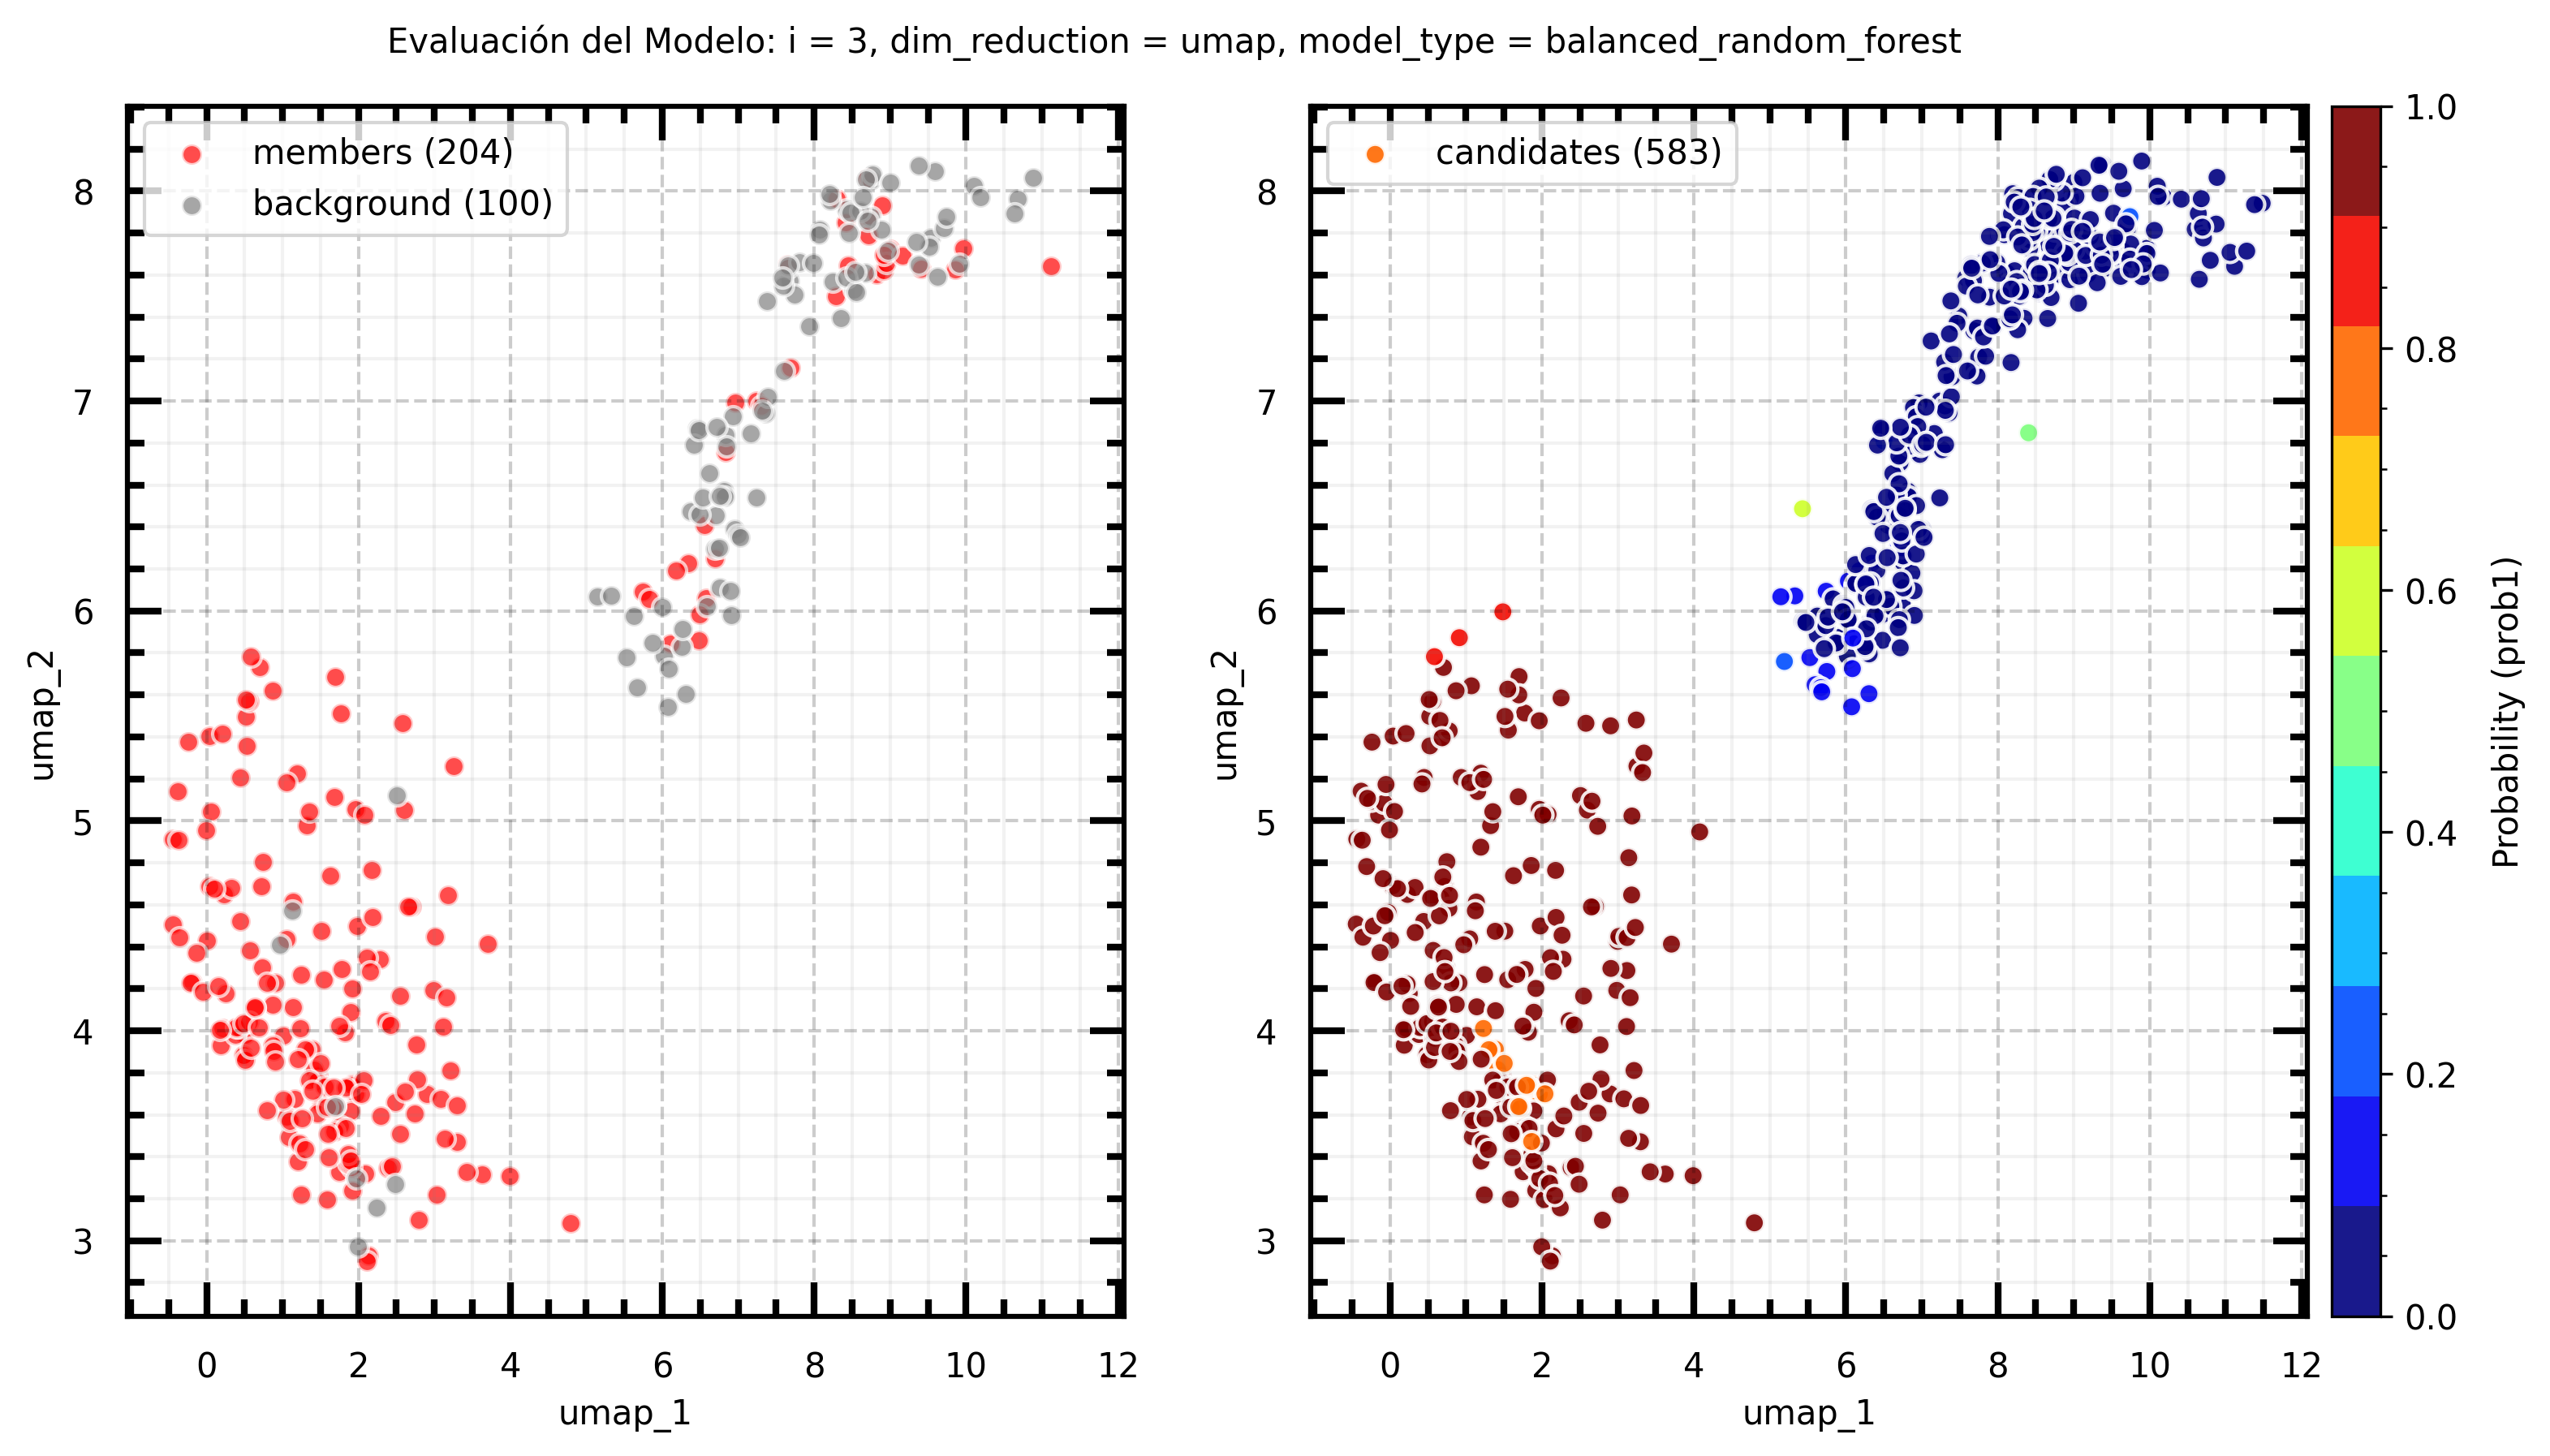 Evaluación del Modelo: i = 3, dim_reduction = umap, model_type = balanced_random_forest
members (204)
background (100)
8
7
6
5
4
3
umap_2
0 2 4 6 8 10 12
umap_1
candidates (583)
8
7
6
5
4
3
umap_2
0 2 4 6 8 10 12
umap_1
1.0
0.8
0.6
0.4
0.2
0.0
Probability (prob1)